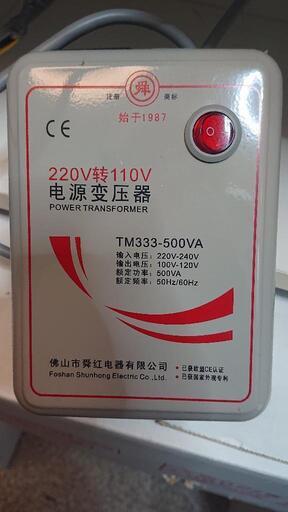 注册 舜 商标
始于1987
CE
220V转110V
电源变压器
POWER TRANSFORMER
TM333-500VA
输入电压：220V-240V
输出电压：100V-120V
额定功率：500VA
额定频率：50Hz/60Hz
佛山市舜红电器有限公司
Foshan Shunhong Electric Co.,Ltd.
•已获欧盟CE认证
•已获国家外观专利